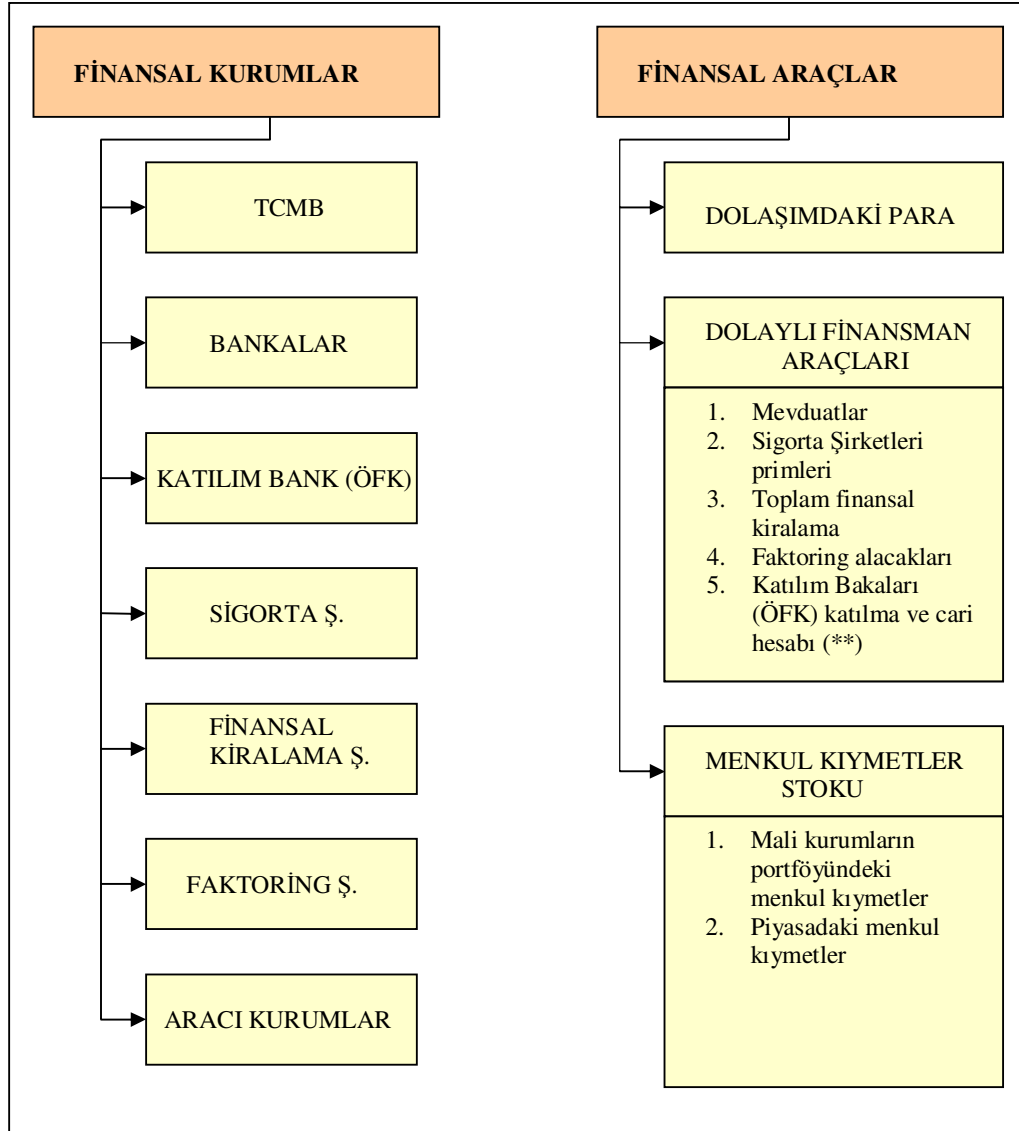 FİNANSAL KURUMLAR
TCMB
BANKALAR
KATILIM BANK (ÖFK)
SİGORTA Ş.
FİNANSAL
KİRALAMA Ş.
FAKTORİNG Ş.
ARACI KURUMLAR
FİNANSAL ARAÇLAR
DOLAŞIMDAKİ PARA
DOLAYLI FİNANSMAN
ARAÇLARI
1. Mevduatlar
2. Sigorta Şirketleri
primleri
3. Toplam finansal
kiralama
4. Faktoring alacakları
5. Katılım Bakaları
(ÖFK) katılma ve cari
hesabı (**)
MENKUL KIYMETLER
STOKU
1. Mali kurumların
portföyündeki
menkul kıymetler
2. Piyasadaki menkul
kıymetler